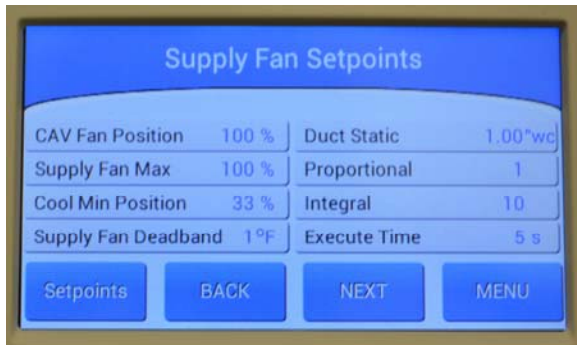 Supply Fan Setpoints
CAV Fan Position 100 % Duct Static 1.00"wc
Supply Fan Max 100 % Proportional 1
Cool Min Position 33 % Integral 10
Supply Fan Deadband 1°F Execute Time 5 s
Setpoints BACK NEXT MENU